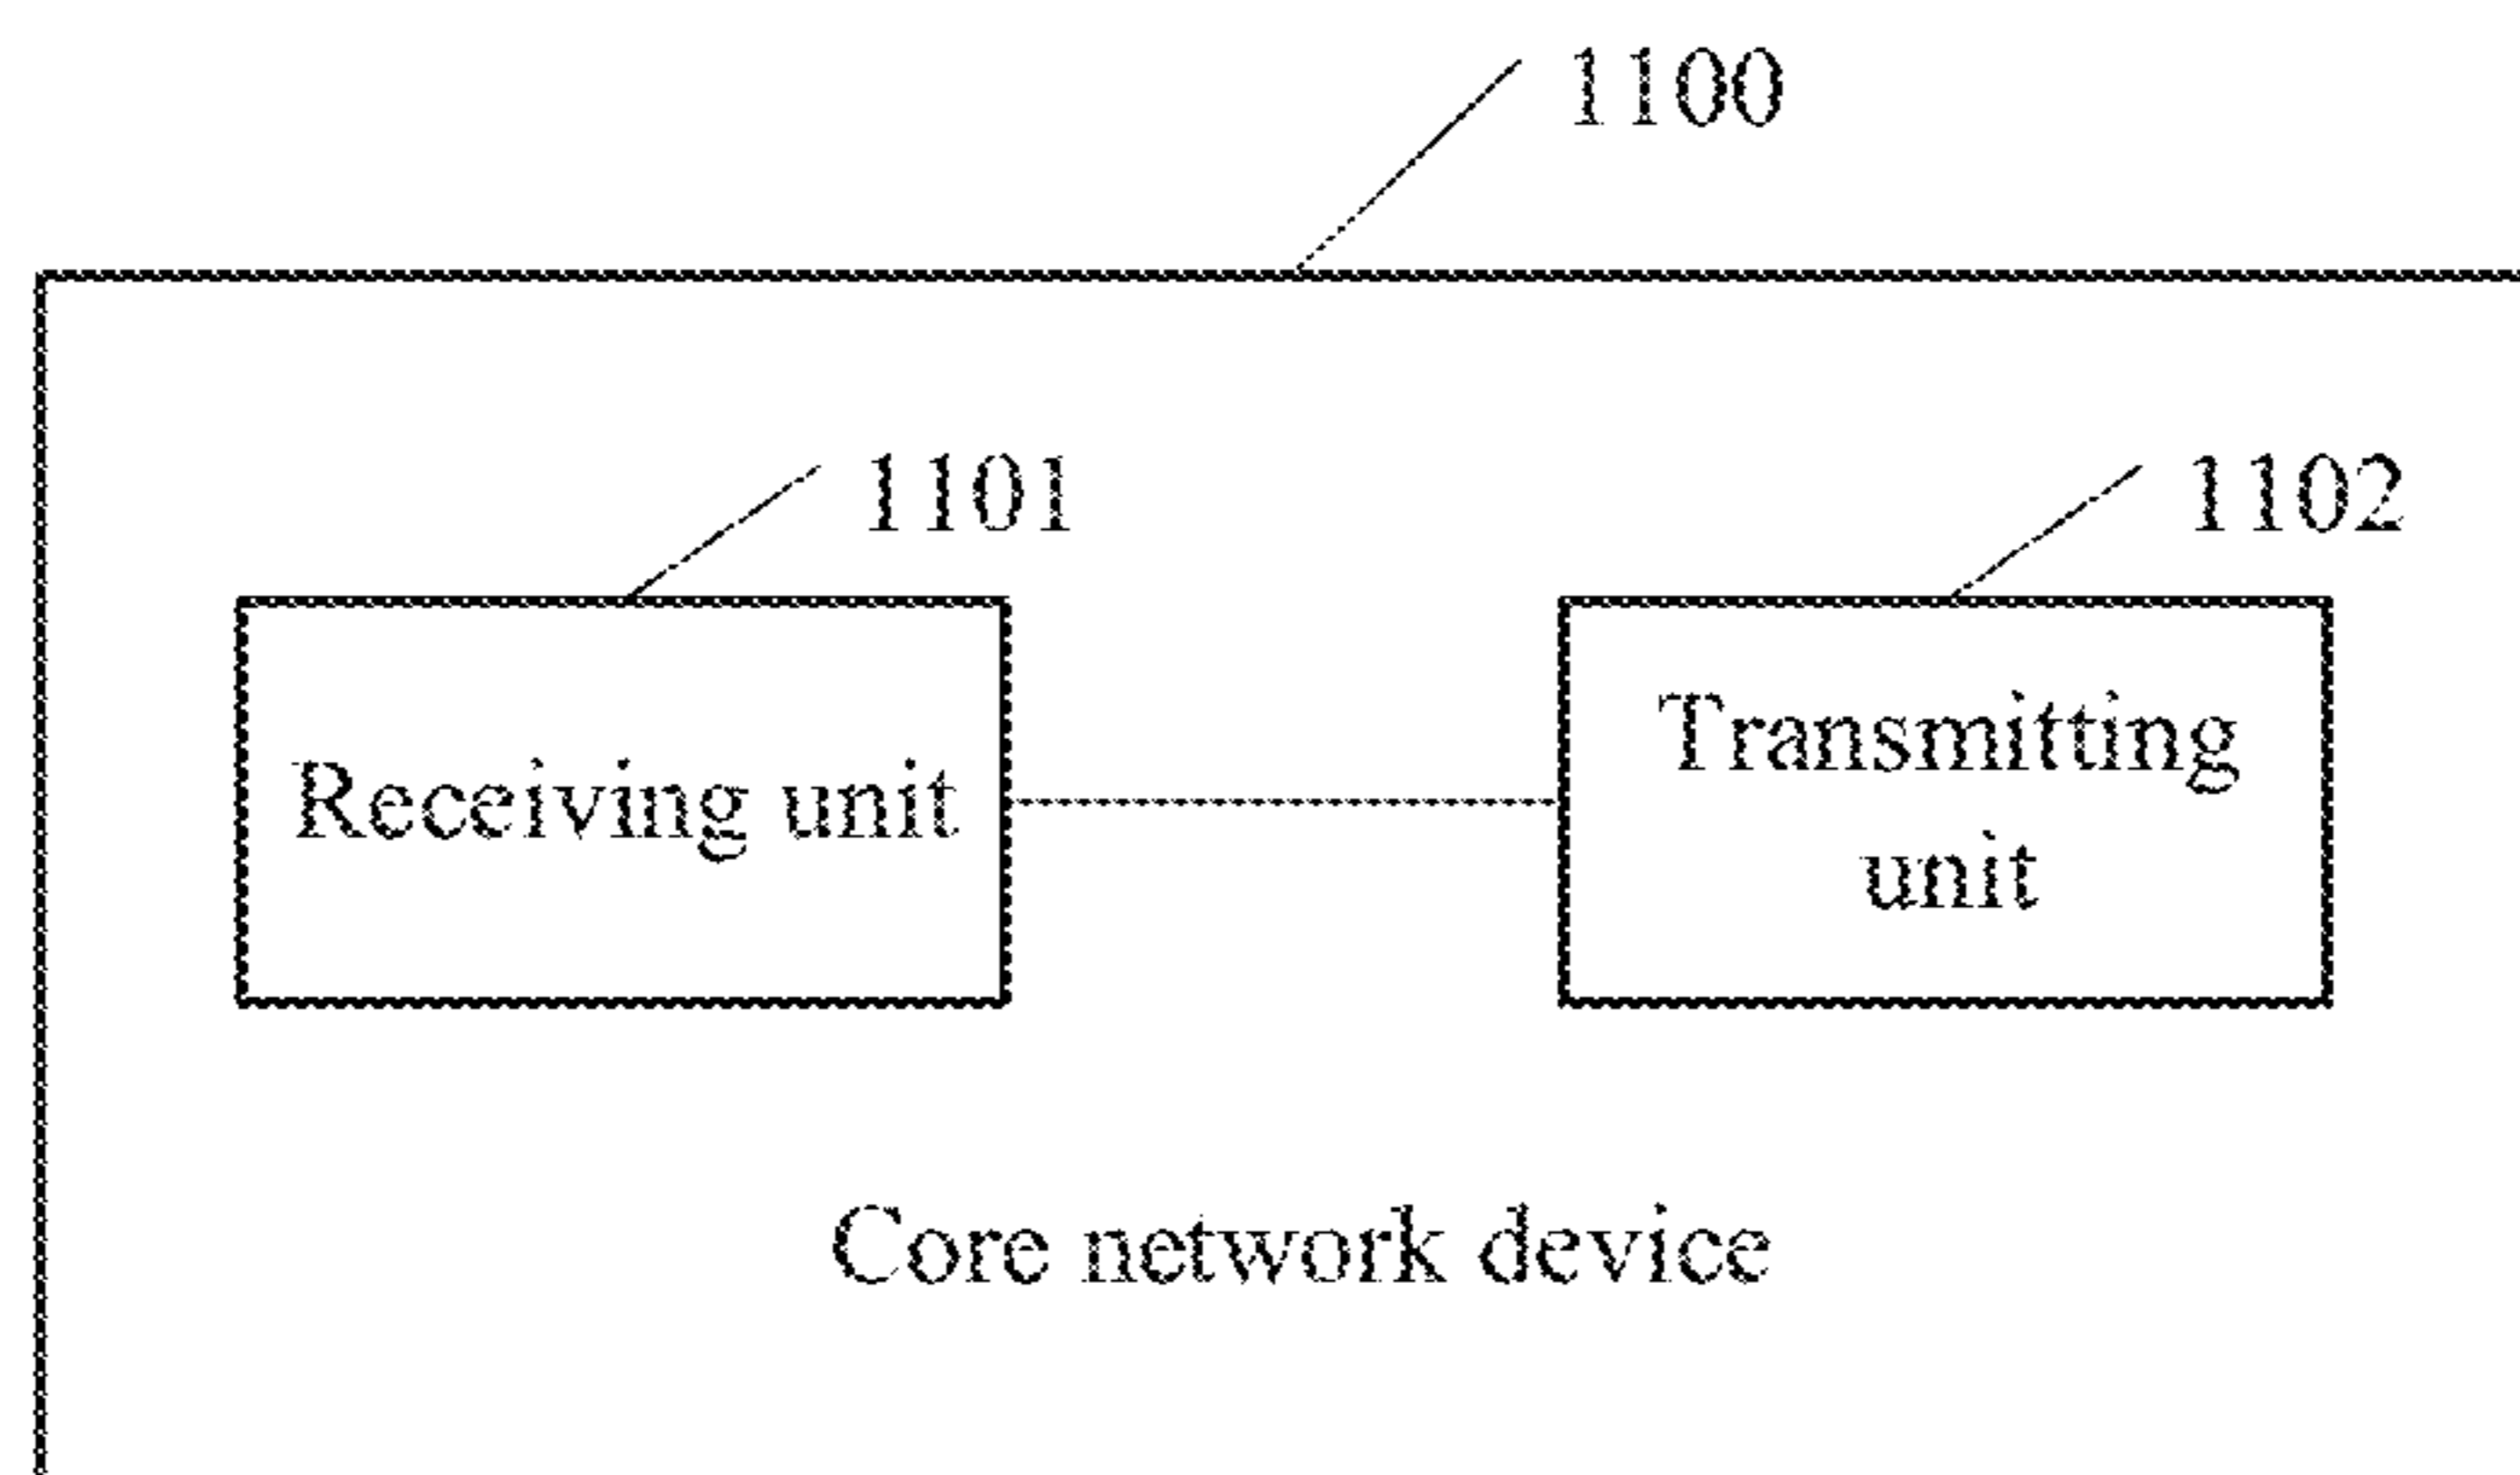 1100
1101
1102
Receiving unit
Transmitting
unit
Core network device